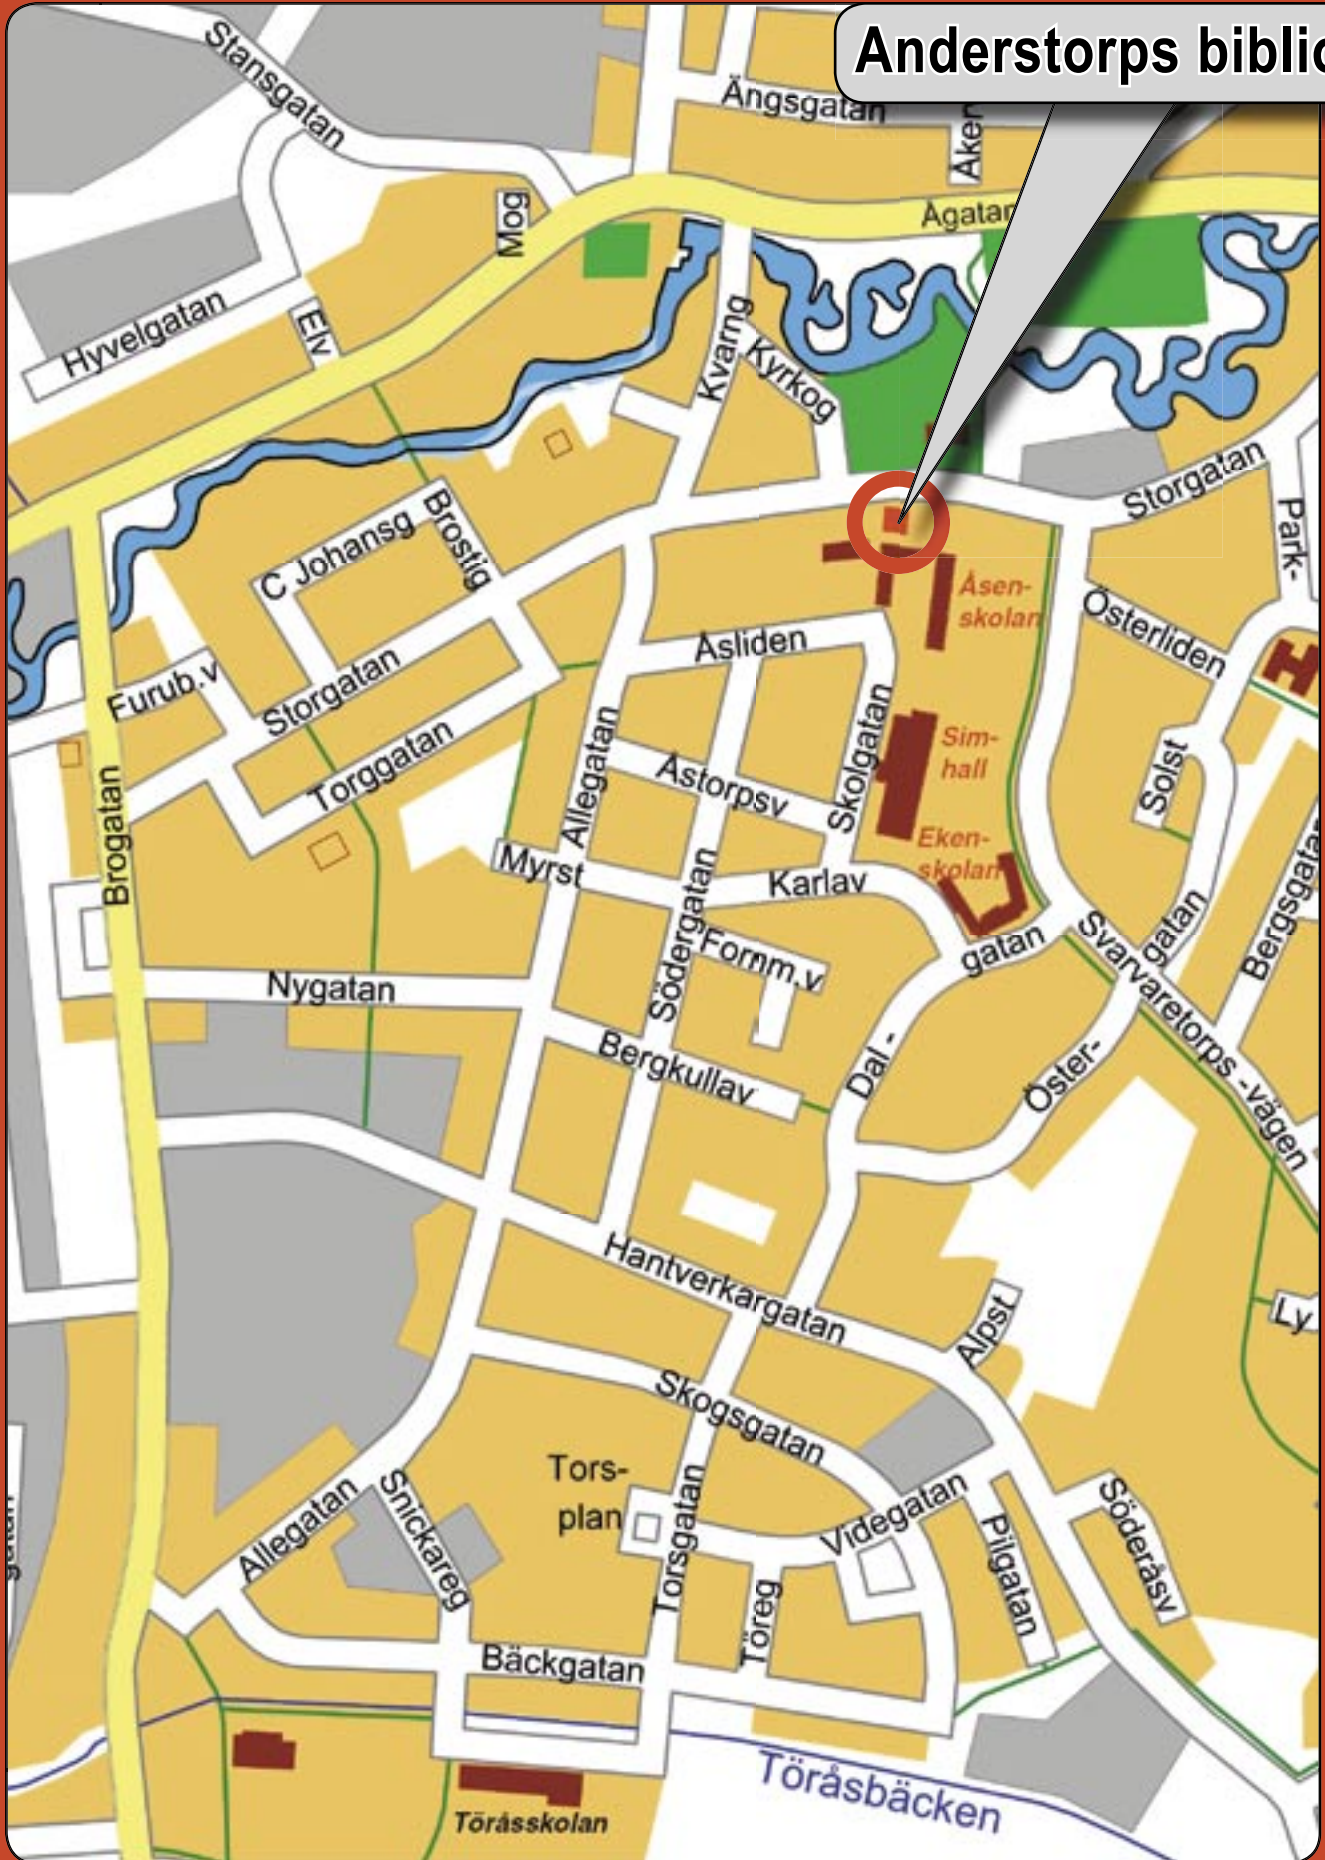 Anderstorps
Stansgatan
Ängsgatan
Mog
Ågatan
Hyvelgatan
Elv
Kvarng
Kyrkog
Storgatan
Park-
C Johansg
Brostig
Åsen-
skolan
Österliden
Åsliden
Furub.v
Storgatan
Torggatan
Allegatan
Åstorpsv
Skolgatan
Sim-
hall
Solst
Brogatan
Myrst
Karlav
Eken-
skolan
Södergatan
Fornm.v
gatan
Svarvaretorps -vägen
gatan
Bergsgatan
Nygatan
Bergkullav
Dal -
Öster-
Hantverkargatan
Alpst
Ly
Skogsgatan
Tors-
plan
Torsgatan
Videgatan
Pilgatan
Söderåsv
Allegatan
Snickareg
Töreg
Bäckgatan
Töråsbäcken
Töråsskolan